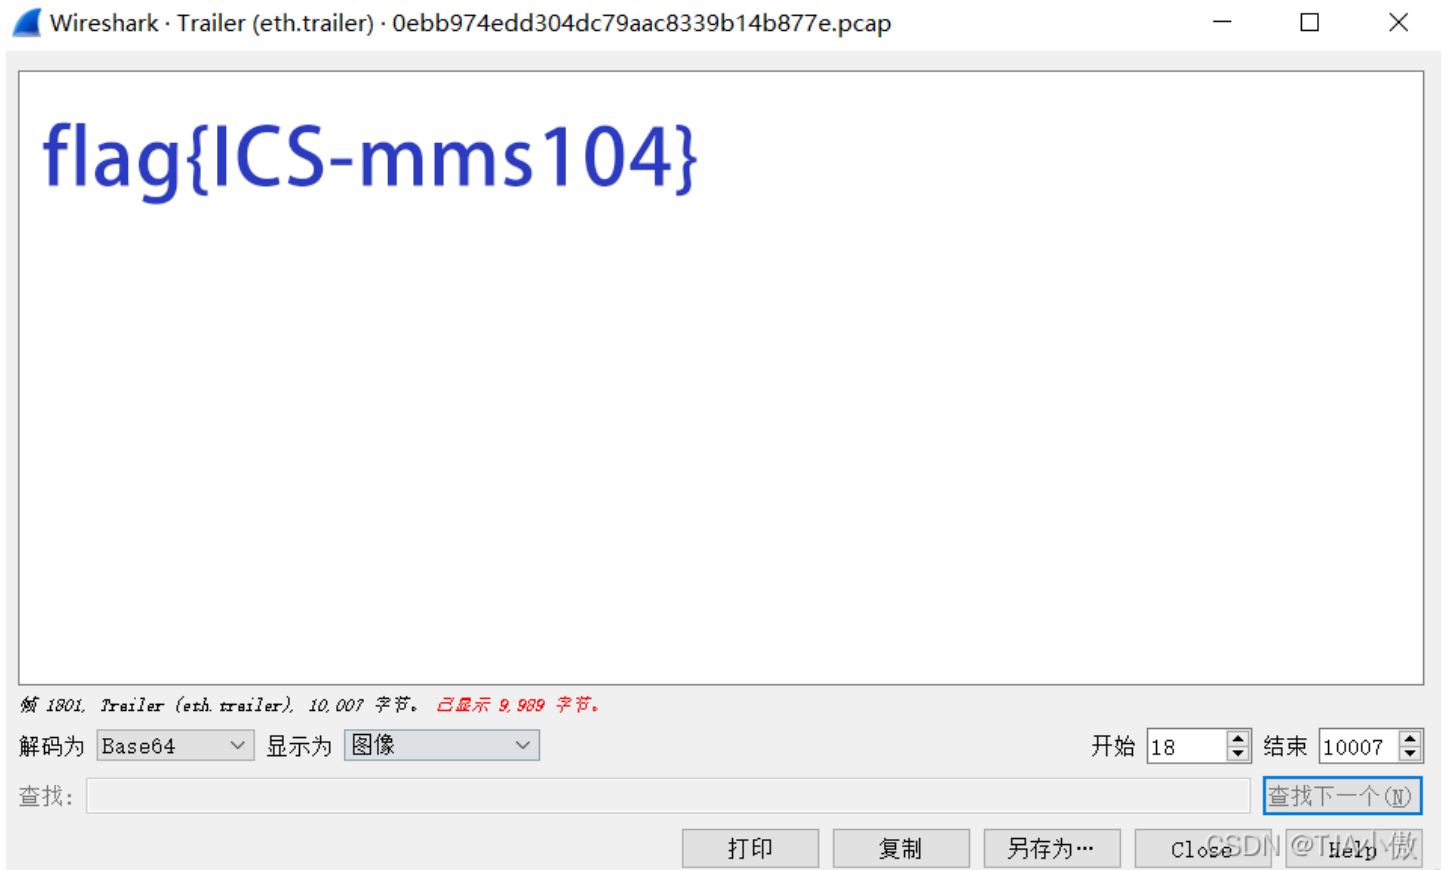 Wireshark · Trailer (eth.trailer) · 0ebb974edd304dc79aac8339b14b877e.pcap
flag{ICS-mms104}
帧 1801, Trailer (eth.trailer), 10,007 字节。 已显示 9,989 字节。
解码为 Base64 显示为 图像 开始 18 结束 10007
查找: 查找下一个(N)
打印 复制 另存为… Close Help
CSDN @TJA小傲